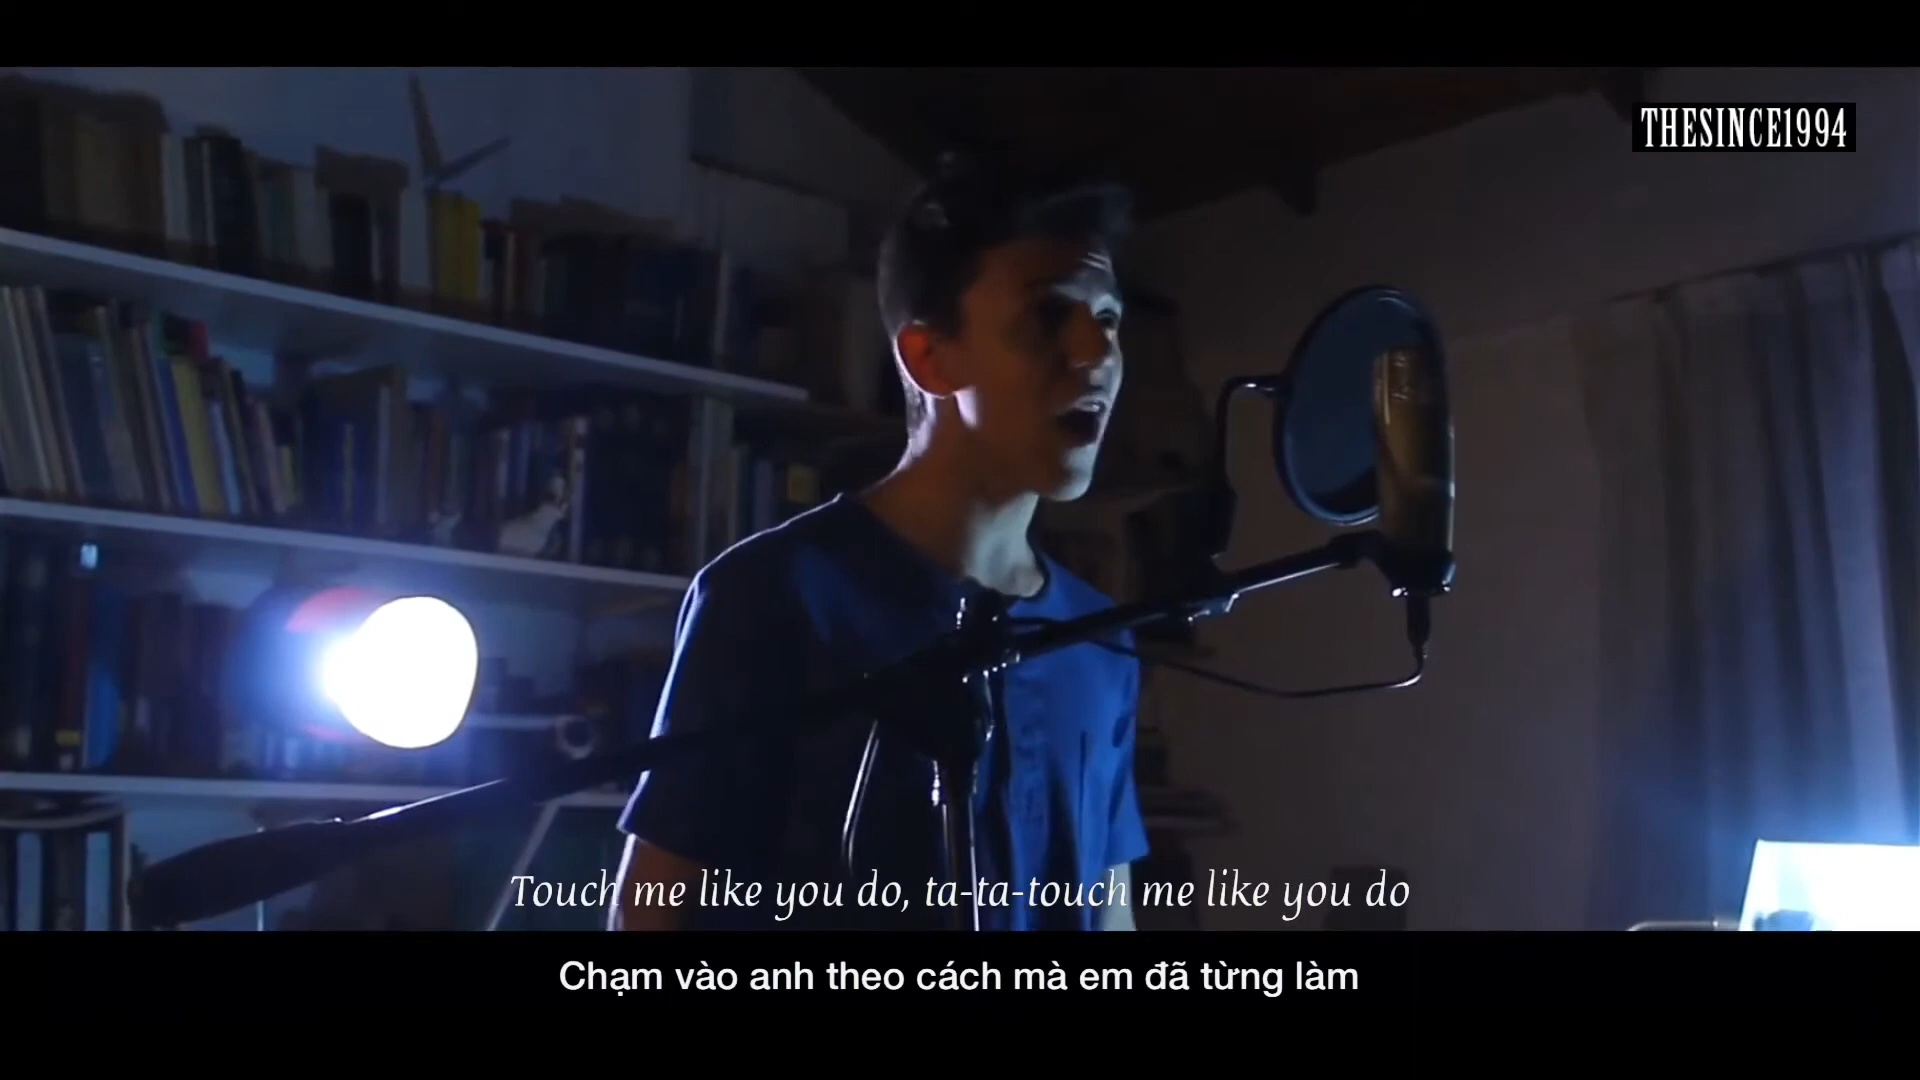 THESINCE1994
Touch me like you do, ta-ta-touch me like you do
Chạm vào anh theo cách mà em đã từng làm